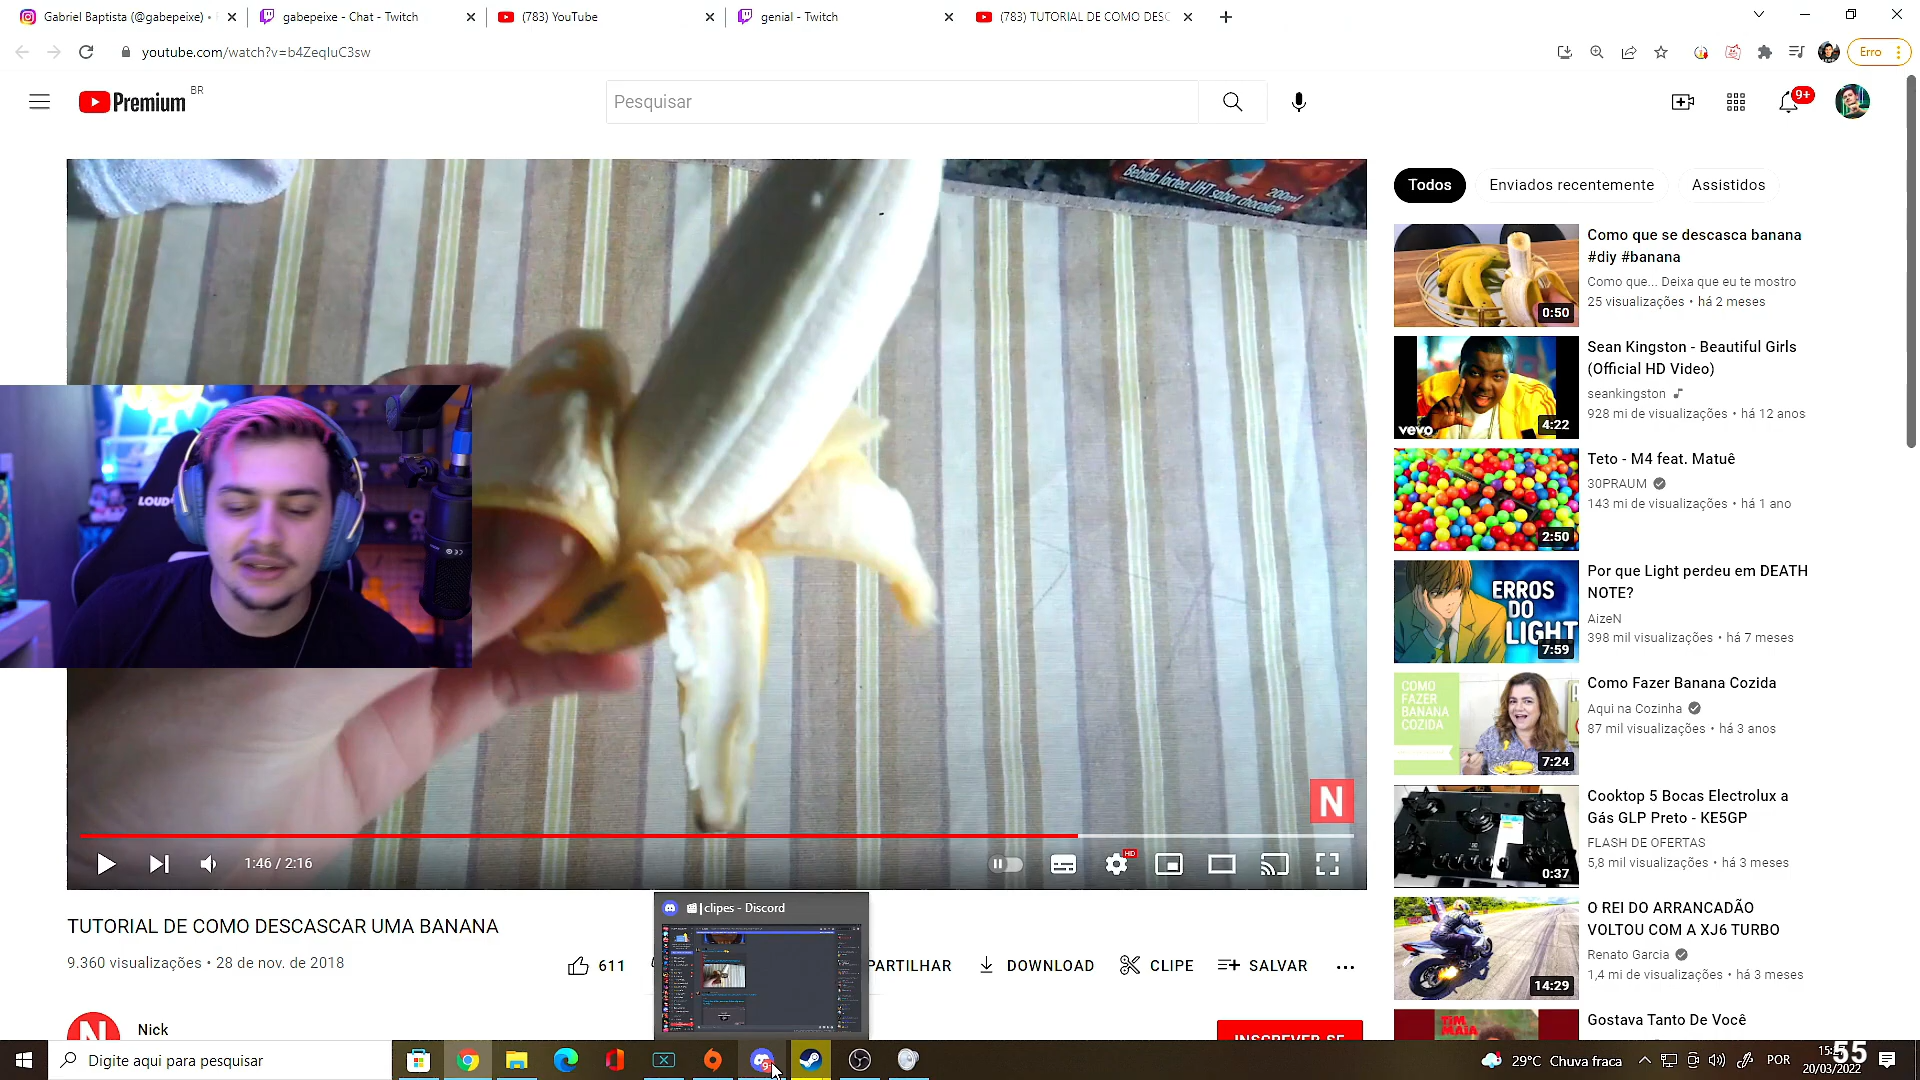 Gabriel Baptista (@gabepeixe) •
gabepeixe - Chat - Twitch
(783) YouTube
genial - Twitch
(783) TUTORIAL DE COMO DESC
youtube.com/watch?v=b4ZeqIuC3sw
Erro
Premium
BR
Pesquisar
9+
Bebida láctea UHT sabor chocolate
200ml
LOUD
N
1:46 / 2:16
HD
TUTORIAL DE COMO DESCASCAR UMA BANANA
9.360 visualizações • 28 de nov. de 2018
611
PARTILHAR
DOWNLOAD
CLIPE
SALVAR
N
Nick
INSCREVER-SE
clipes - Discord
Todos
Enviados recentemente
Assistidos
0:50
Como que se descasca banana
#diy #banana
Como que... Deixa que eu te mostro
25 visualizações • há 2 meses
vevo
4:22
Sean Kingston - Beautiful Girls
(Official HD Video)
seankingston
928 mi de visualizações • há 12 anos
2:50
Teto - M4 feat. Matuê
30PRAUM
143 mi de visualizações • há 1 ano
ERROS
DO
LIGHT
7:59
Por que Light perdeu em DEATH
NOTE?
AizeN
398 mil visualizações • há 7 meses
COMO
FAZER
BANANA
COZIDA
7:24
Como Fazer Banana Cozida
Aqui na Cozinha
87 mil visualizações • há 3 anos
0:37
Cooktop 5 Bocas Electrolux a
Gás GLP Preto - KE5GP
FLASH DE OFERTAS
5,8 mil visualizações • há 3 meses
14:29
O REI DO ARRANCADÃO
VOLTOU COM A XJ6 TURBO
Renato Garcia
1,4 mi de visualizações • há 3 meses
TIM
MAIA
Gostava Tanto De Você
Digite aqui para pesquisar
29°C Chuva fraca
POR
55
20/03/2022